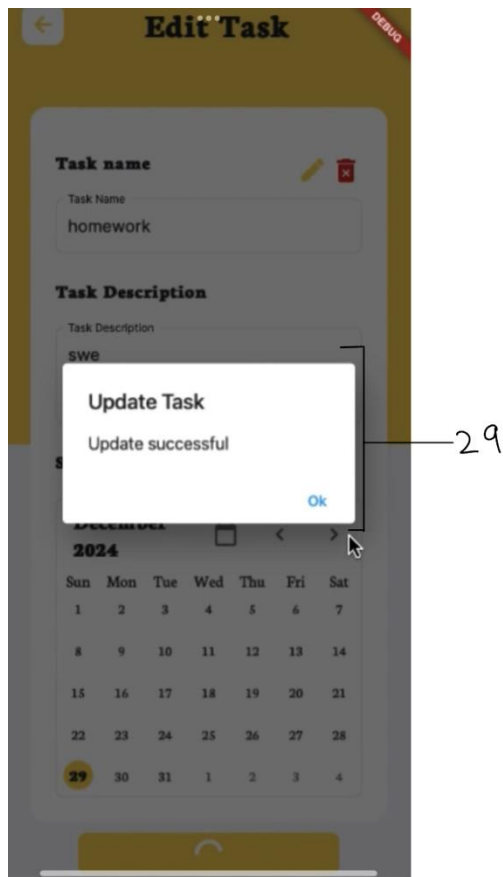 Edit Task
DEBUG
Task name
Task Name
homework
Task Description
Task Description
swe
Update Task
Update successful
Ok
29
December
2024
Sun Mon Tue Wed Thu Fri Sat
1 2 3 4 5 6 7
8 9 10 11 12 13 14
15 16 17 18 19 20 21
22 23 24 25 26 27 28
29 30 31 1 2 3 4